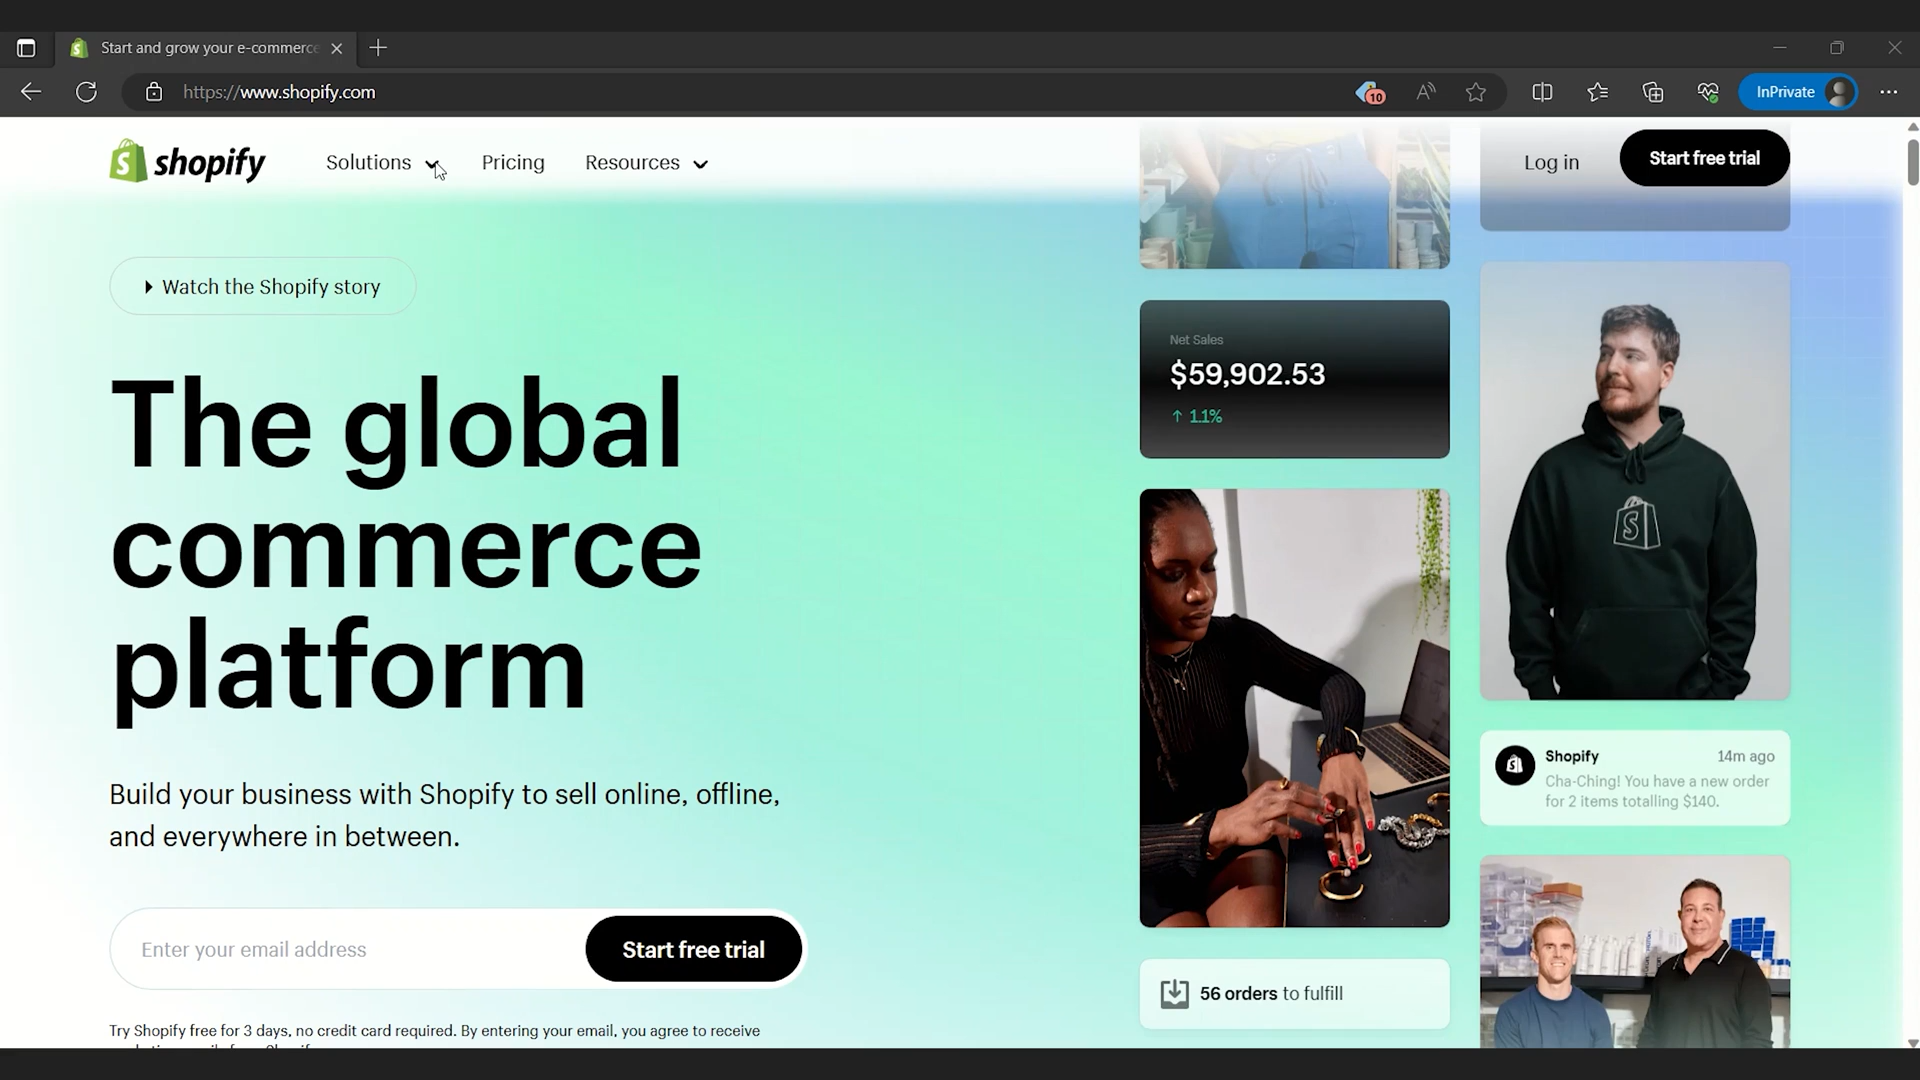 Start and grow your e-commerce
https://www.shopify.com
10
InPrivate
shopify
Solutions
Pricing
Resources
Log in
Start free trial
Watch the Shopify story
The global
commerce
platform
Build your business with Shopify to sell online, offline,
and everywhere in between.
Enter your email address
Start free trial
Try Shopify free for 3 days, no credit card required. By entering your email, you agree to receive
Net Sales
$59,902.53
↑ 1.1%
Shopify
14m ago
Cha-Ching! You have a new order
for 2 items totalling $140.
56 orders to fulfill